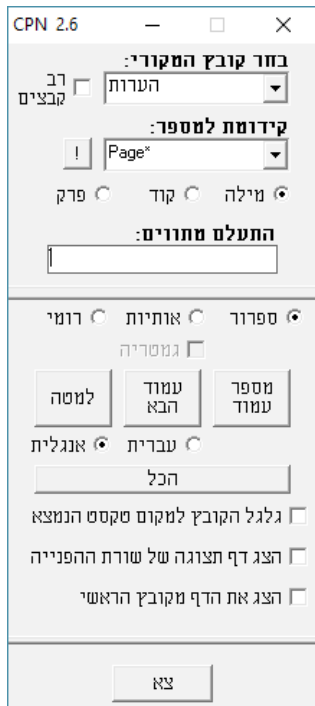 CPN 2.6
בחר קובץ המקורי:
הערות
רב קבצים
קידומת למספר:
Page*
!
מילה קוד פרק
התעלם מתווים:
ספרור אותיות רומי
גמטריה
מספר עמוד
עמוד הבא
למטה
עברית אנגלית
הכל
גלגל הקובץ למקום טקסט הנמצא
הצג דף תצוגה של שורת ההפנייה
הצג את הדף מקובץ הראשי
צא